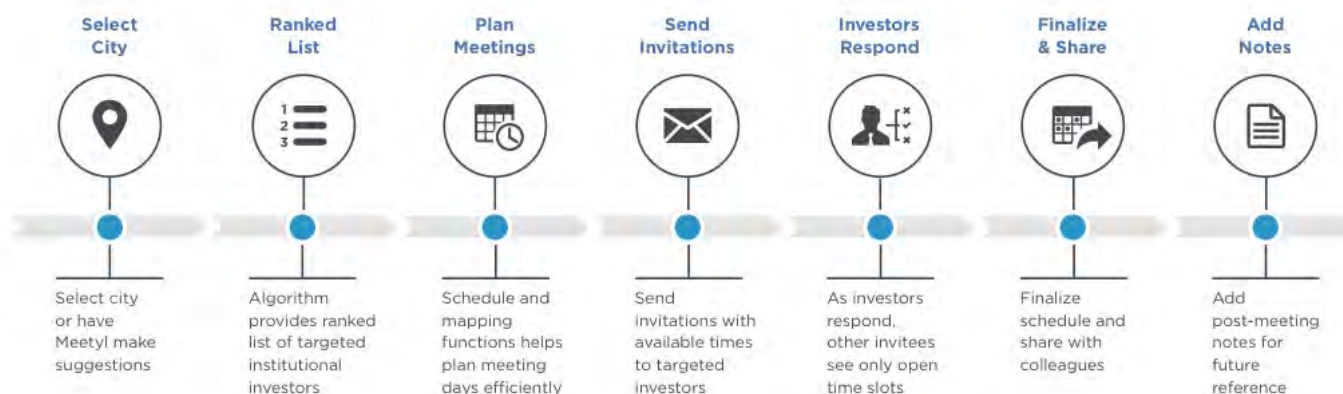 Select
City
Ranked
List
Plan
Meetings
Send
Invitations
Investors
Respond
Finalize
& Share
Add
Notes
1
2
3
Select city
or have
Meetyl make
suggestions
Algorithm
provides ranked
list of targeted
institutional
investors
Schedule and
mapping
functions helps
plan meeting
days efficiently
Send
invitations with
available times
to targeted
investors
As investors
respond,
other invitees
see only open
time slots
Finalize
schedule and
share with
colleagues
Add
post-meeting
notes for
future
reference